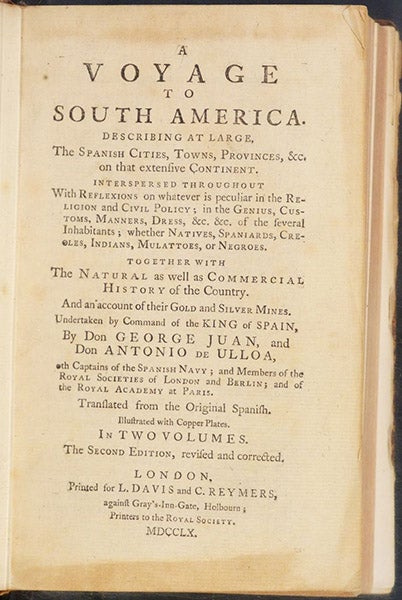 A
VOYAGE
TO
SOUTH AMERICA.
DESCRIBING AT LARGE,
The SPANISH CITIES, TOWNS, PROVINCES, &c.
on that extenſive CONTINENT.
INTERSPERSED THROUGHOUT
With REFLEXIONS on whatever is peculiar in the RE-
LIGION and CIVIL POLICY; in the GENIUS, CUS-
TOMS, MANNERS, DRESS, &c. &c. of the ſeveral
Inhabitants; whether NATIVES, SPANIARDS, CRE-
OLES, INDIANS, MULATTOES, or NEGROES.
TOGETHER WITH
The NATURAL as well as COMMERCIAL
HISTORY of the Country.
And an account of their GOLD and SILVER MINES.
Undertaken by Command of the KING of SPAIN,
By Don GEORGE JUAN, and
Don ANTONIO DE ULLOA,
oth Captains of the SPANISH NAVY; and Members of the
ROYAL SOCIETIES of LONDON and BERLIN; and of
the ROYAL ACADEMY at PARIS.
Tranſlated from the Original Spaniſh.
Illuſtrated with Copper Plates.
IN TWO VOLUMES.
The SECOND EDITION, reviſed and corrected.
LONDON,
Printed for L. DAVIS and C. REYMERS,
againſt Gray's-Inn-Gate, Holbourn;
Printers to the ROYAL SOCIETY.
MDCCLX.